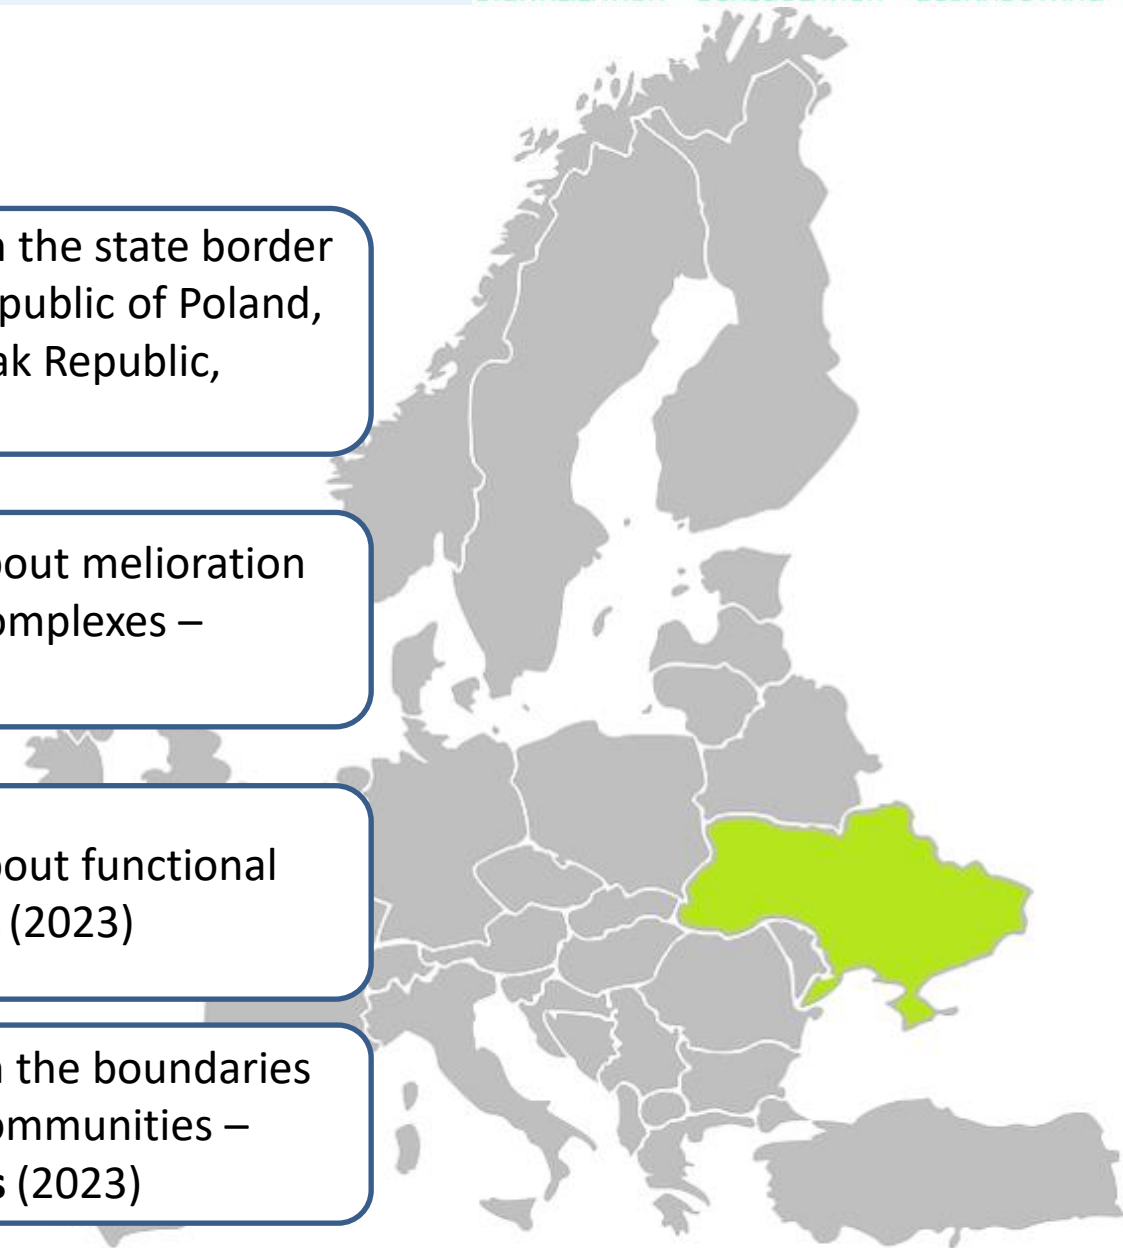 n the state border
public of Poland,
ak Republic,
out melioration
omplexes –
out functional
(2023)
n the boundaries
ommunities –
s (2023)